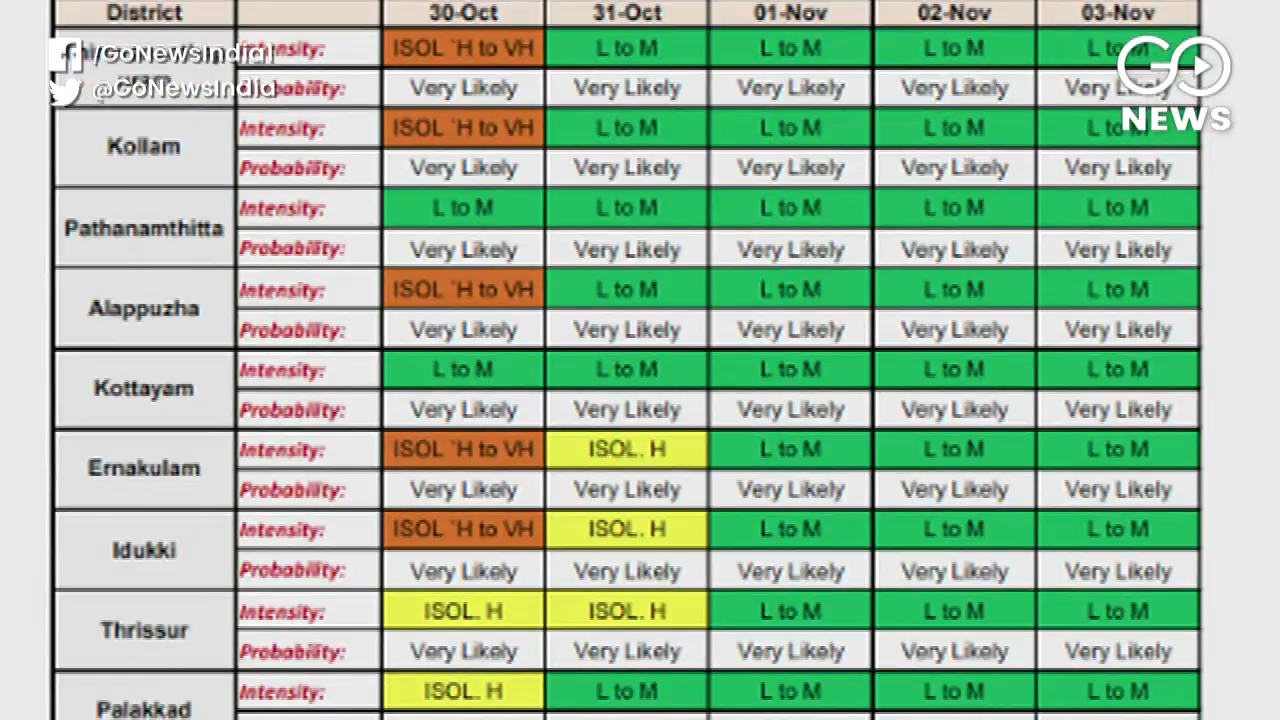 District 30-Oct 31-Oct 01-Nov 02-Nov 03-Nov
Intensity: ISOL `H to VH L to M L to M L to M L to M
Probability: Very Likely Very Likely Very Likely Very Likely Very Likely
/GoNewsIndia
@GoNewsIndia
GO
NEWS
Kollam
Intensity: ISOL `H to VH L to M L to M L to M L to M
Probability: Very Likely Very Likely Very Likely Very Likely Very Likely
Pathanamthitta
Intensity: L to M L to M L to M L to M L to M
Probability: Very Likely Very Likely Very Likely Very Likely Very Likely
Alappuzha
Intensity: ISOL `H to VH L to M L to M L to M L to M
Probability: Very Likely Very Likely Very Likely Very Likely Very Likely
Kottayam
Intensity: L to M L to M L to M L to M L to M
Probability: Very Likely Very Likely Very Likely Very Likely Very Likely
Ernakulam
Intensity: ISOL `H to VH ISOL. H L to M L to M L to M
Probability: Very Likely Very Likely Very Likely Very Likely Very Likely
Idukki
Intensity: ISOL `H to VH ISOL. H L to M L to M L to M
Probability: Very Likely Very Likely Very Likely Very Likely Very Likely
Thrissur
Intensity: ISOL. H ISOL. H L to M L to M L to M
Probability: Very Likely Very Likely Very Likely Very Likely Very Likely
Palakkad
Intensity: ISOL. H L to M L to M L to M L to M